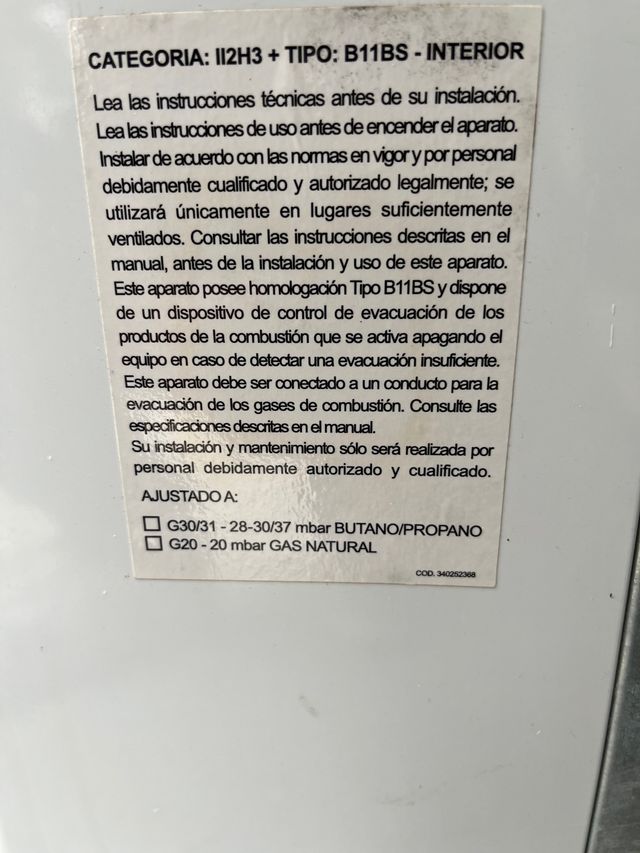 CATEGORIA: II2H3 + TIPO: B11BS - INTERIOR
Lea las instrucciones técnicas antes de su instalación.
Lea las instrucciones de uso antes de encender el aparato.
Instalar de acuerdo con las normas en vigor y por personal
debidamente cualificado y autorizado legalmente; se
utilizará únicamente en lugares suficientemente
ventilados. Consultar las instrucciones descritas en el
manual, antes de la instalación y uso de este aparato.
Este aparato posee homologación Tipo B11BS y dispone
de un dispositivo de control de evacuación de los
productos de la combustión que se activa apagando el
equipo en caso de detectar una evacuación insuficiente.
Este aparato debe ser conectado a un conducto para la
evacuación de los gases de combustión. Consulte las
especificaciones descritas en el manual.
Su instalación y mantenimiento sólo será realizada por
personal debidamente autorizado y cualificado.
AJUSTADO A:
G30/31 - 28-30/37 mbar BUTANO/PROPANO
G20 - 20 mbar GAS NATURAL
COD. 340252368